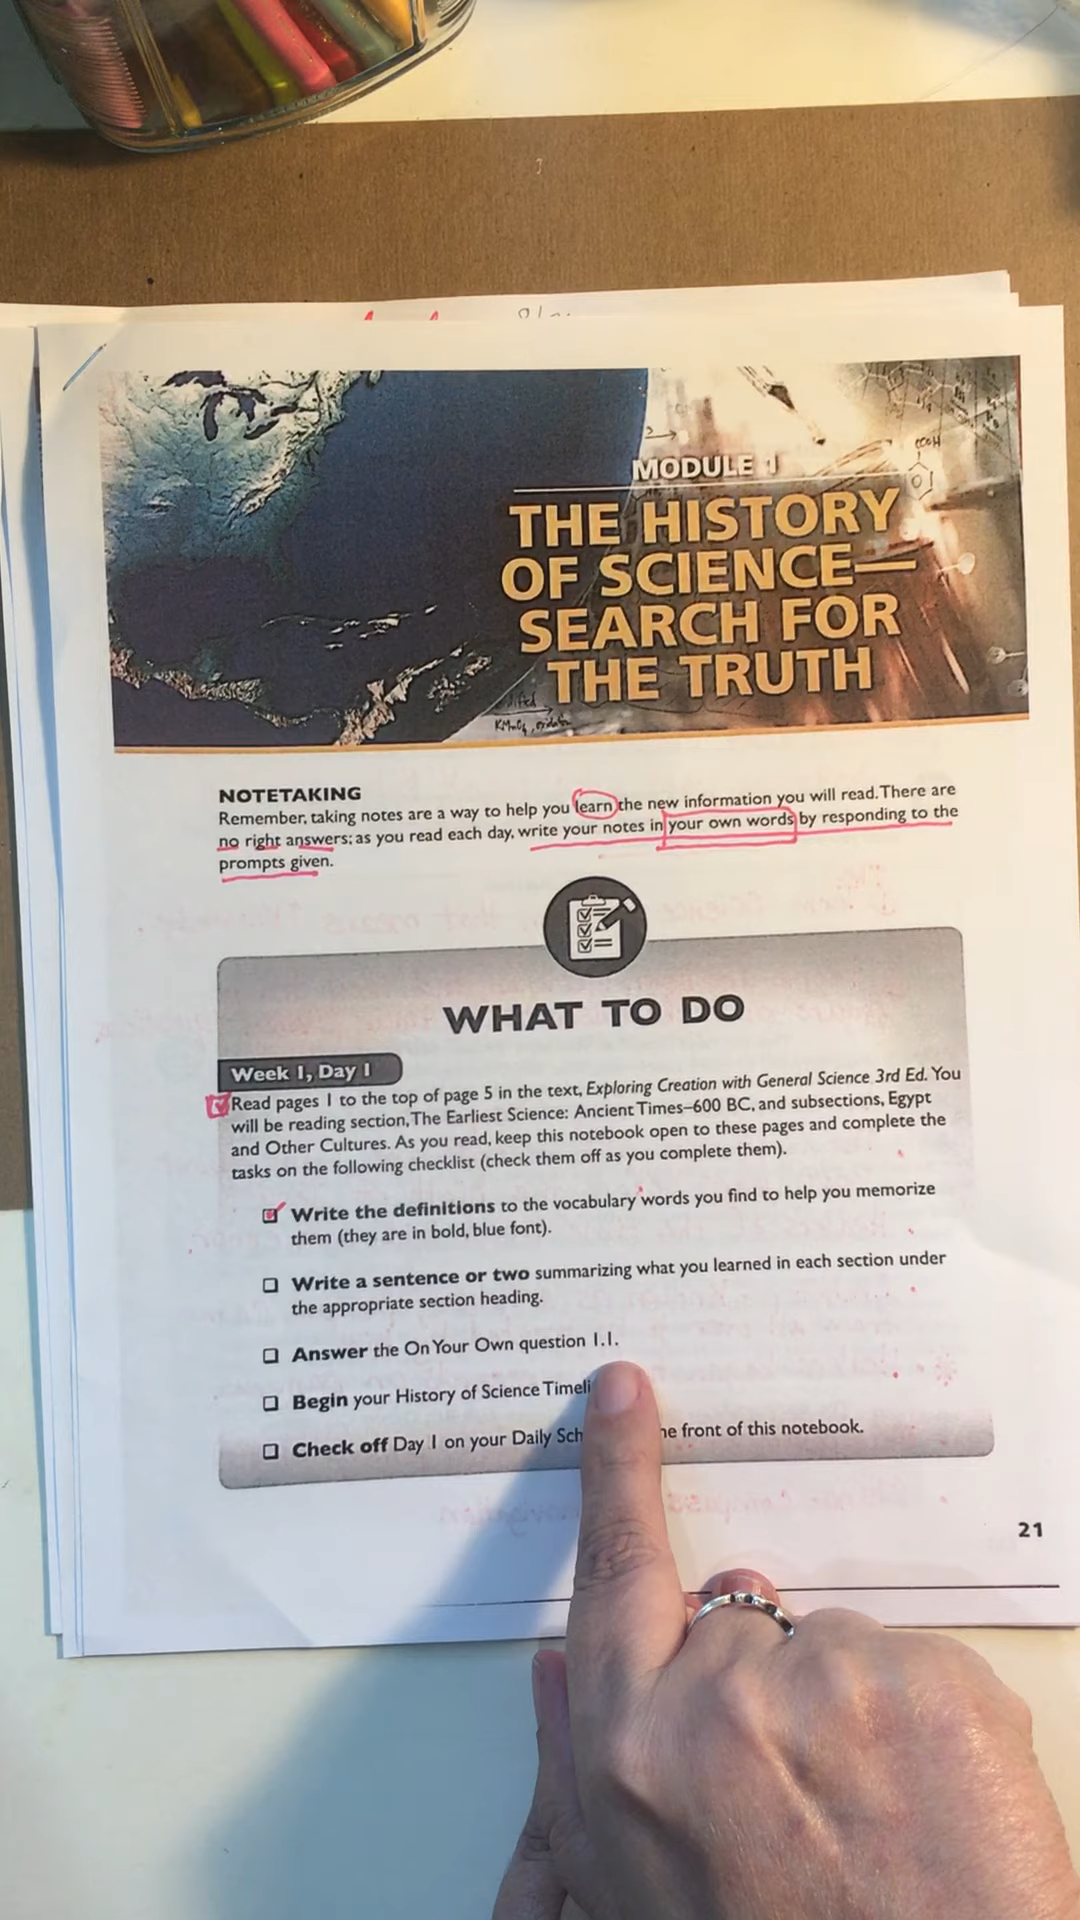 MODULE 1
THE HISTORY
OF SCIENCE—
SEARCH FOR
THE TRUTH
NOTETAKING
Remember, taking notes are a way to help you learn the new information you will read. There are
no right answers; as you read each day, write your notes in your own words by responding to the
prompts given.
WHAT TO DO
Week 1, Day 1
Read pages 1 to the top of page 5 in the text, Exploring Creation with General Science 3rd Ed. You
will be reading section, The Earliest Science: Ancient Times–600 BC, and subsections, Egypt
and Other Cultures. As you read, keep this notebook open to these pages and complete the
tasks on the following checklist (check them off as you complete them).
Write the definitions to the vocabulary words you find to help you memorize
them (they are in bold, blue font).
Write a sentence or two summarizing what you learned in each section under
the appropriate section heading.
Answer the On Your Own question 1.1.
Begin your History of Science Timeli
Check off Day 1 on your Daily Sch he front of this notebook.
21